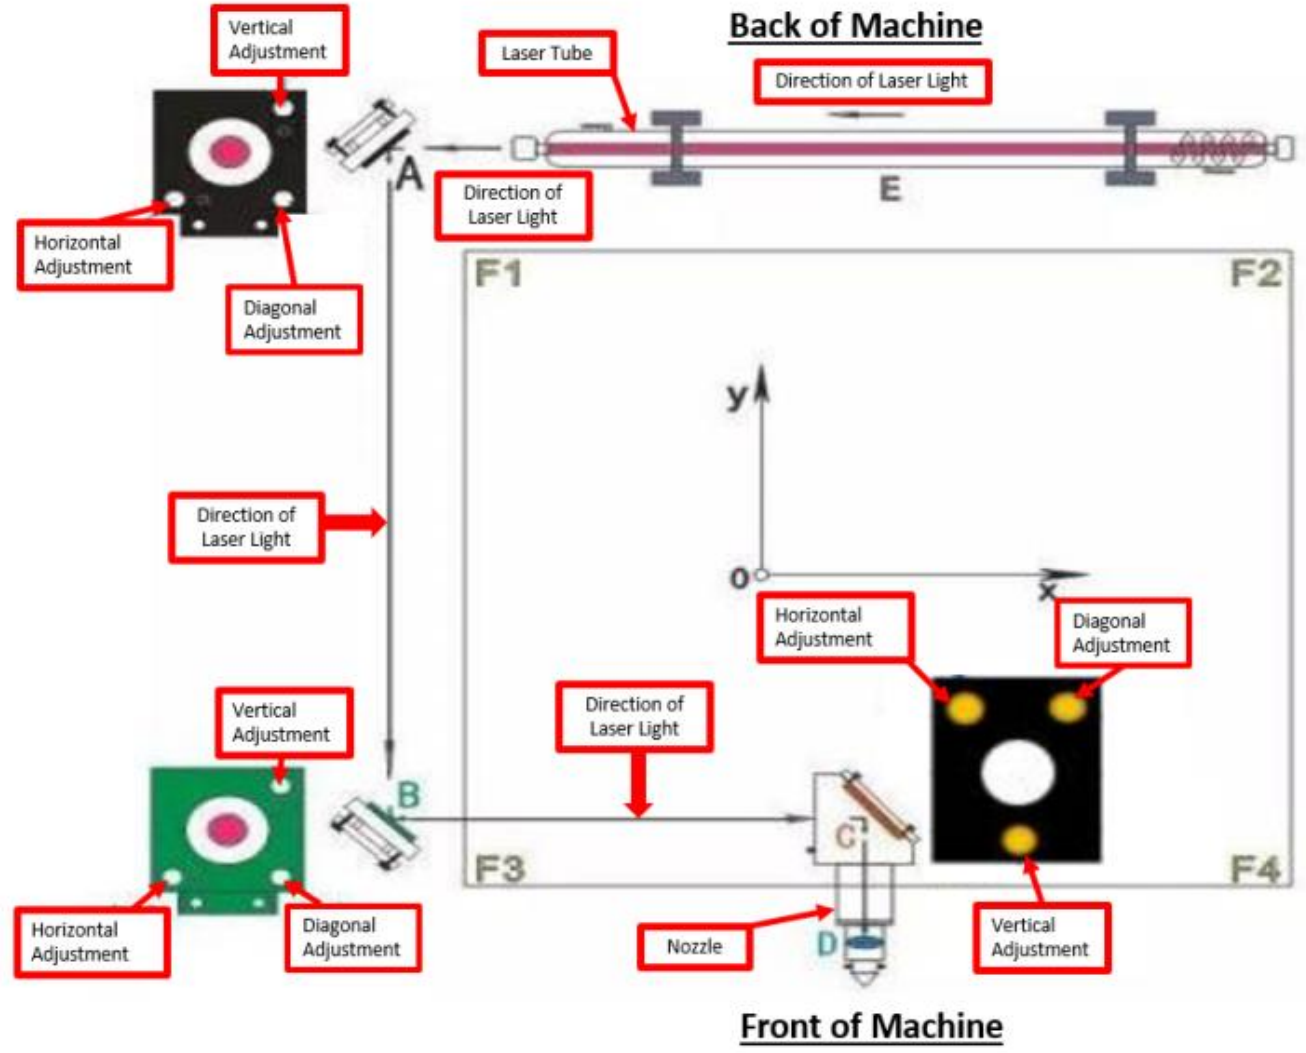 Back of Machine
Vertical
Adjustment
Laser Tube
Direction of Laser Light
A
Direction of
Laser Light
E
Horizontal
Adjustment
Diagonal
Adjustment
F1
F2
y
Direction of
Laser Light
O
x
Horizontal
Adjustment
Diagonal
Adjustment
Vertical
Adjustment
Direction of
Laser Light
B
C
F3
F4
Horizontal
Adjustment
Diagonal
Adjustment
Nozzle
D
Vertical
Adjustment
Front of Machine